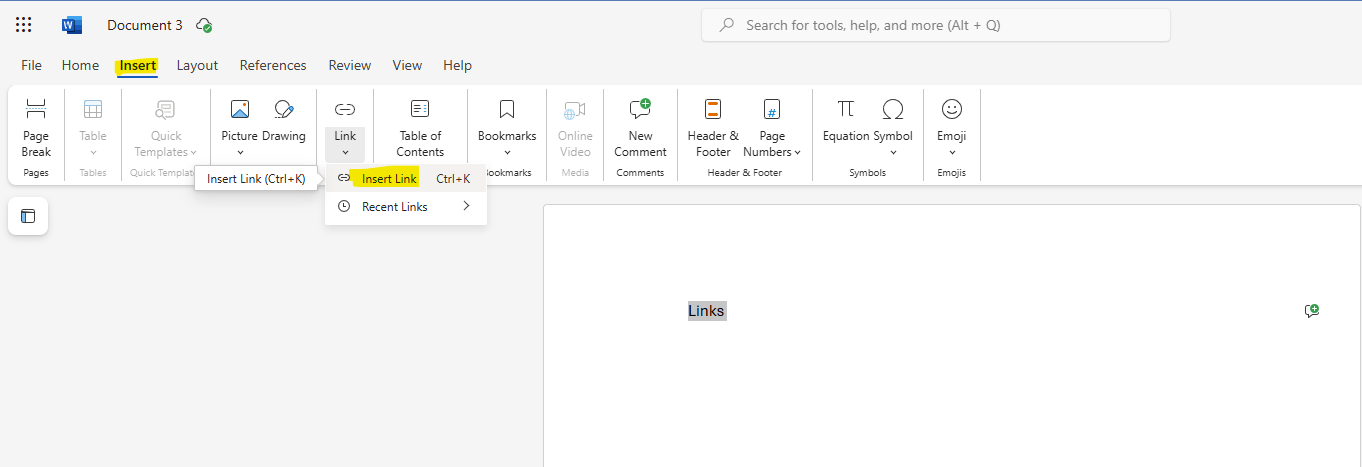 W Document 3
Search for tools, help, and more (Alt + Q)
File Home Insert Layout References Review View Help
Page Break
Table
Quick Templates
Picture Drawing
Link
Table of Contents
Bookmarks
Online Video
New Comment
Header & Footer
Page Numbers
Equation Symbol
Emoji
Pages Tables Quick Templat Bookmarks Media Comments Header & Footer Symbols Emojis
Insert Link (Ctrl+K)
Insert Link Ctrl+K
Recent Links
Links